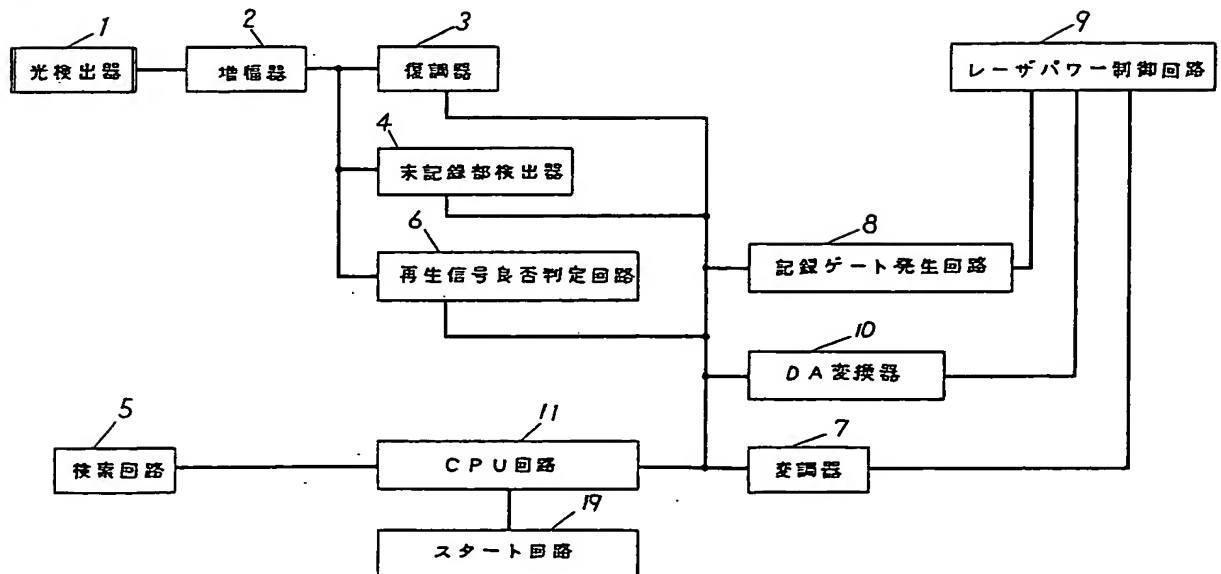 1
光検出器
2
増幅器
3
復調器
4
未記録部検出器
6
再生信号良否判定回路
9
レーザパワー制御回路
8
記録ゲート発生回路
10
DA変換器
5
検索回路
11
CPU回路
7
変調器
19
スタート回路